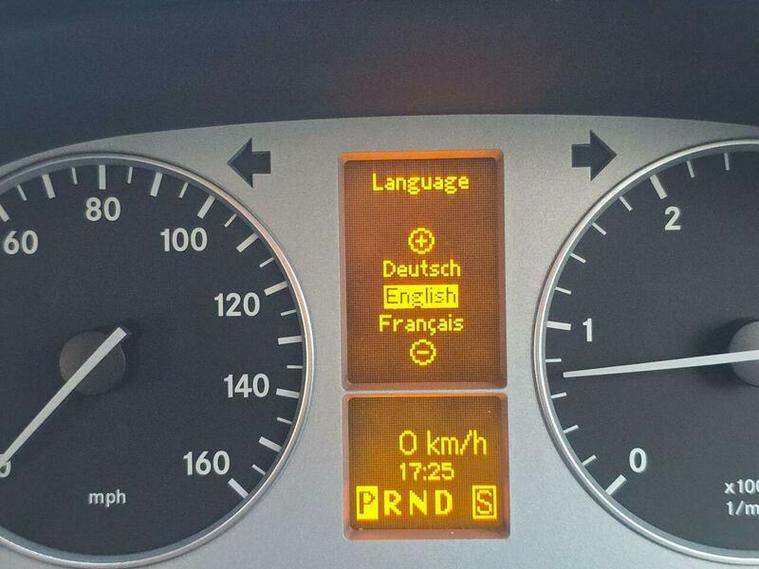 60
80
100
120
140
160
mph
Language
Deutsch
English
Français
0 km/h
17:25
PRND S
2
1
0
1/m